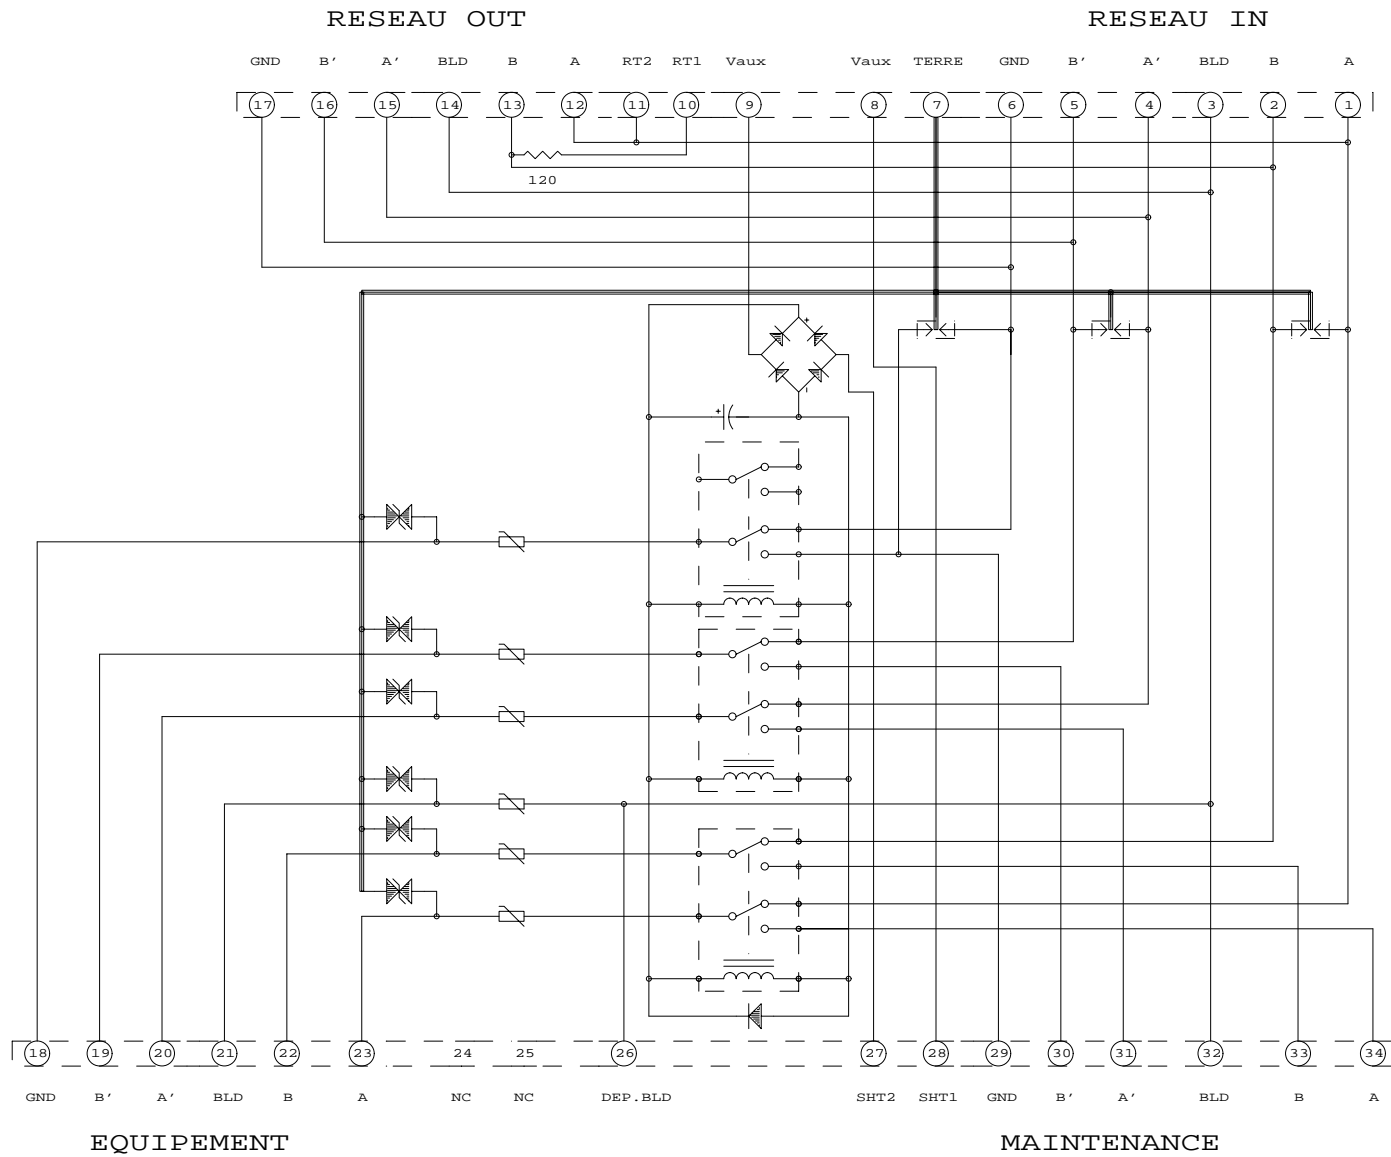 RESEAU OUT RESEAU IN
GND B' A' BLD B A RT2 RT1 Vaux Vaux TERRE GND B' A' BLD B A
17 16 15 14 13 12 11 10 9 8 7 6 5 4 3 2 1
120
+
-
+
18 19 20 21 22 23 24 25 26 27 28 29 30 31 32 33 34
GND B' A' BLD B A NC NC DEP.BLD SHT2 SHT1 GND B' A' BLD B A
EQUIPEMENT MAINTENANCE